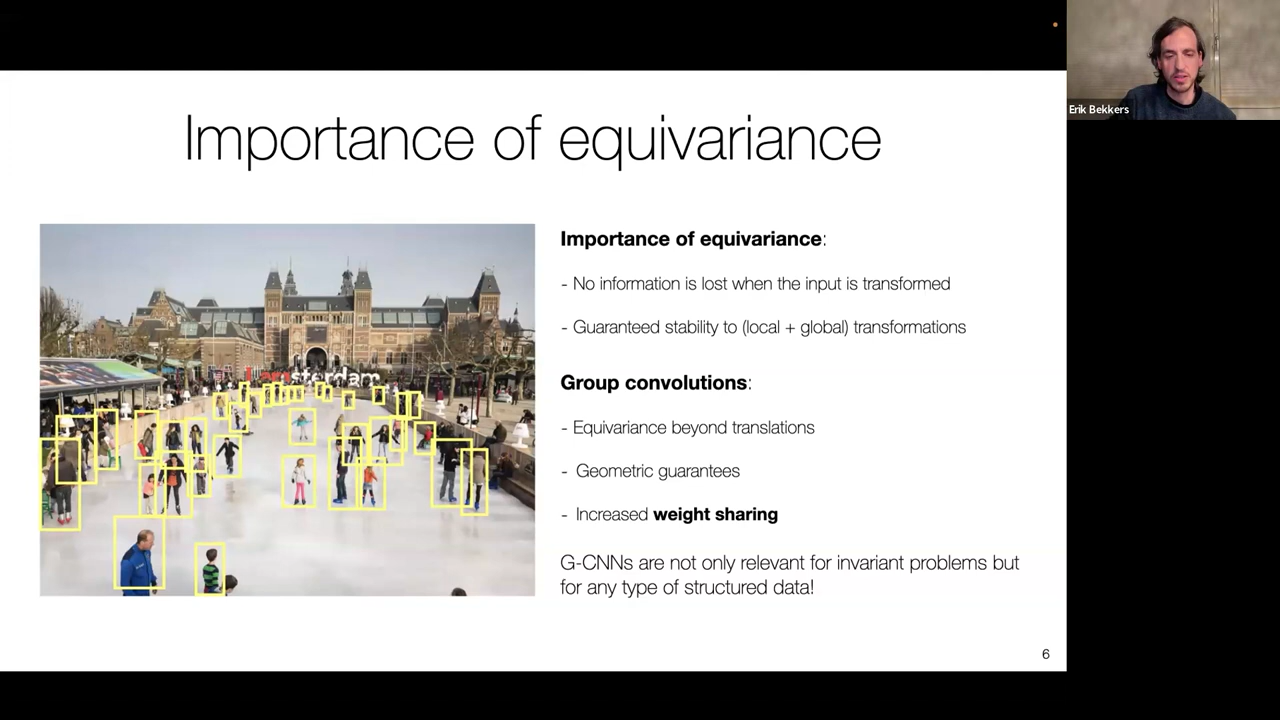 Erik Bekkers
Importance of equivariance
Importance of equivariance:
- No information is lost when the input is transformed
- Guaranteed stability to (local + global) transformations
Group convolutions:
- Equivariance beyond translations
- Geometric guarantees
- Increased weight sharing
G-CNNs are not only relevant for invariant problems but
for any type of structured data!
6